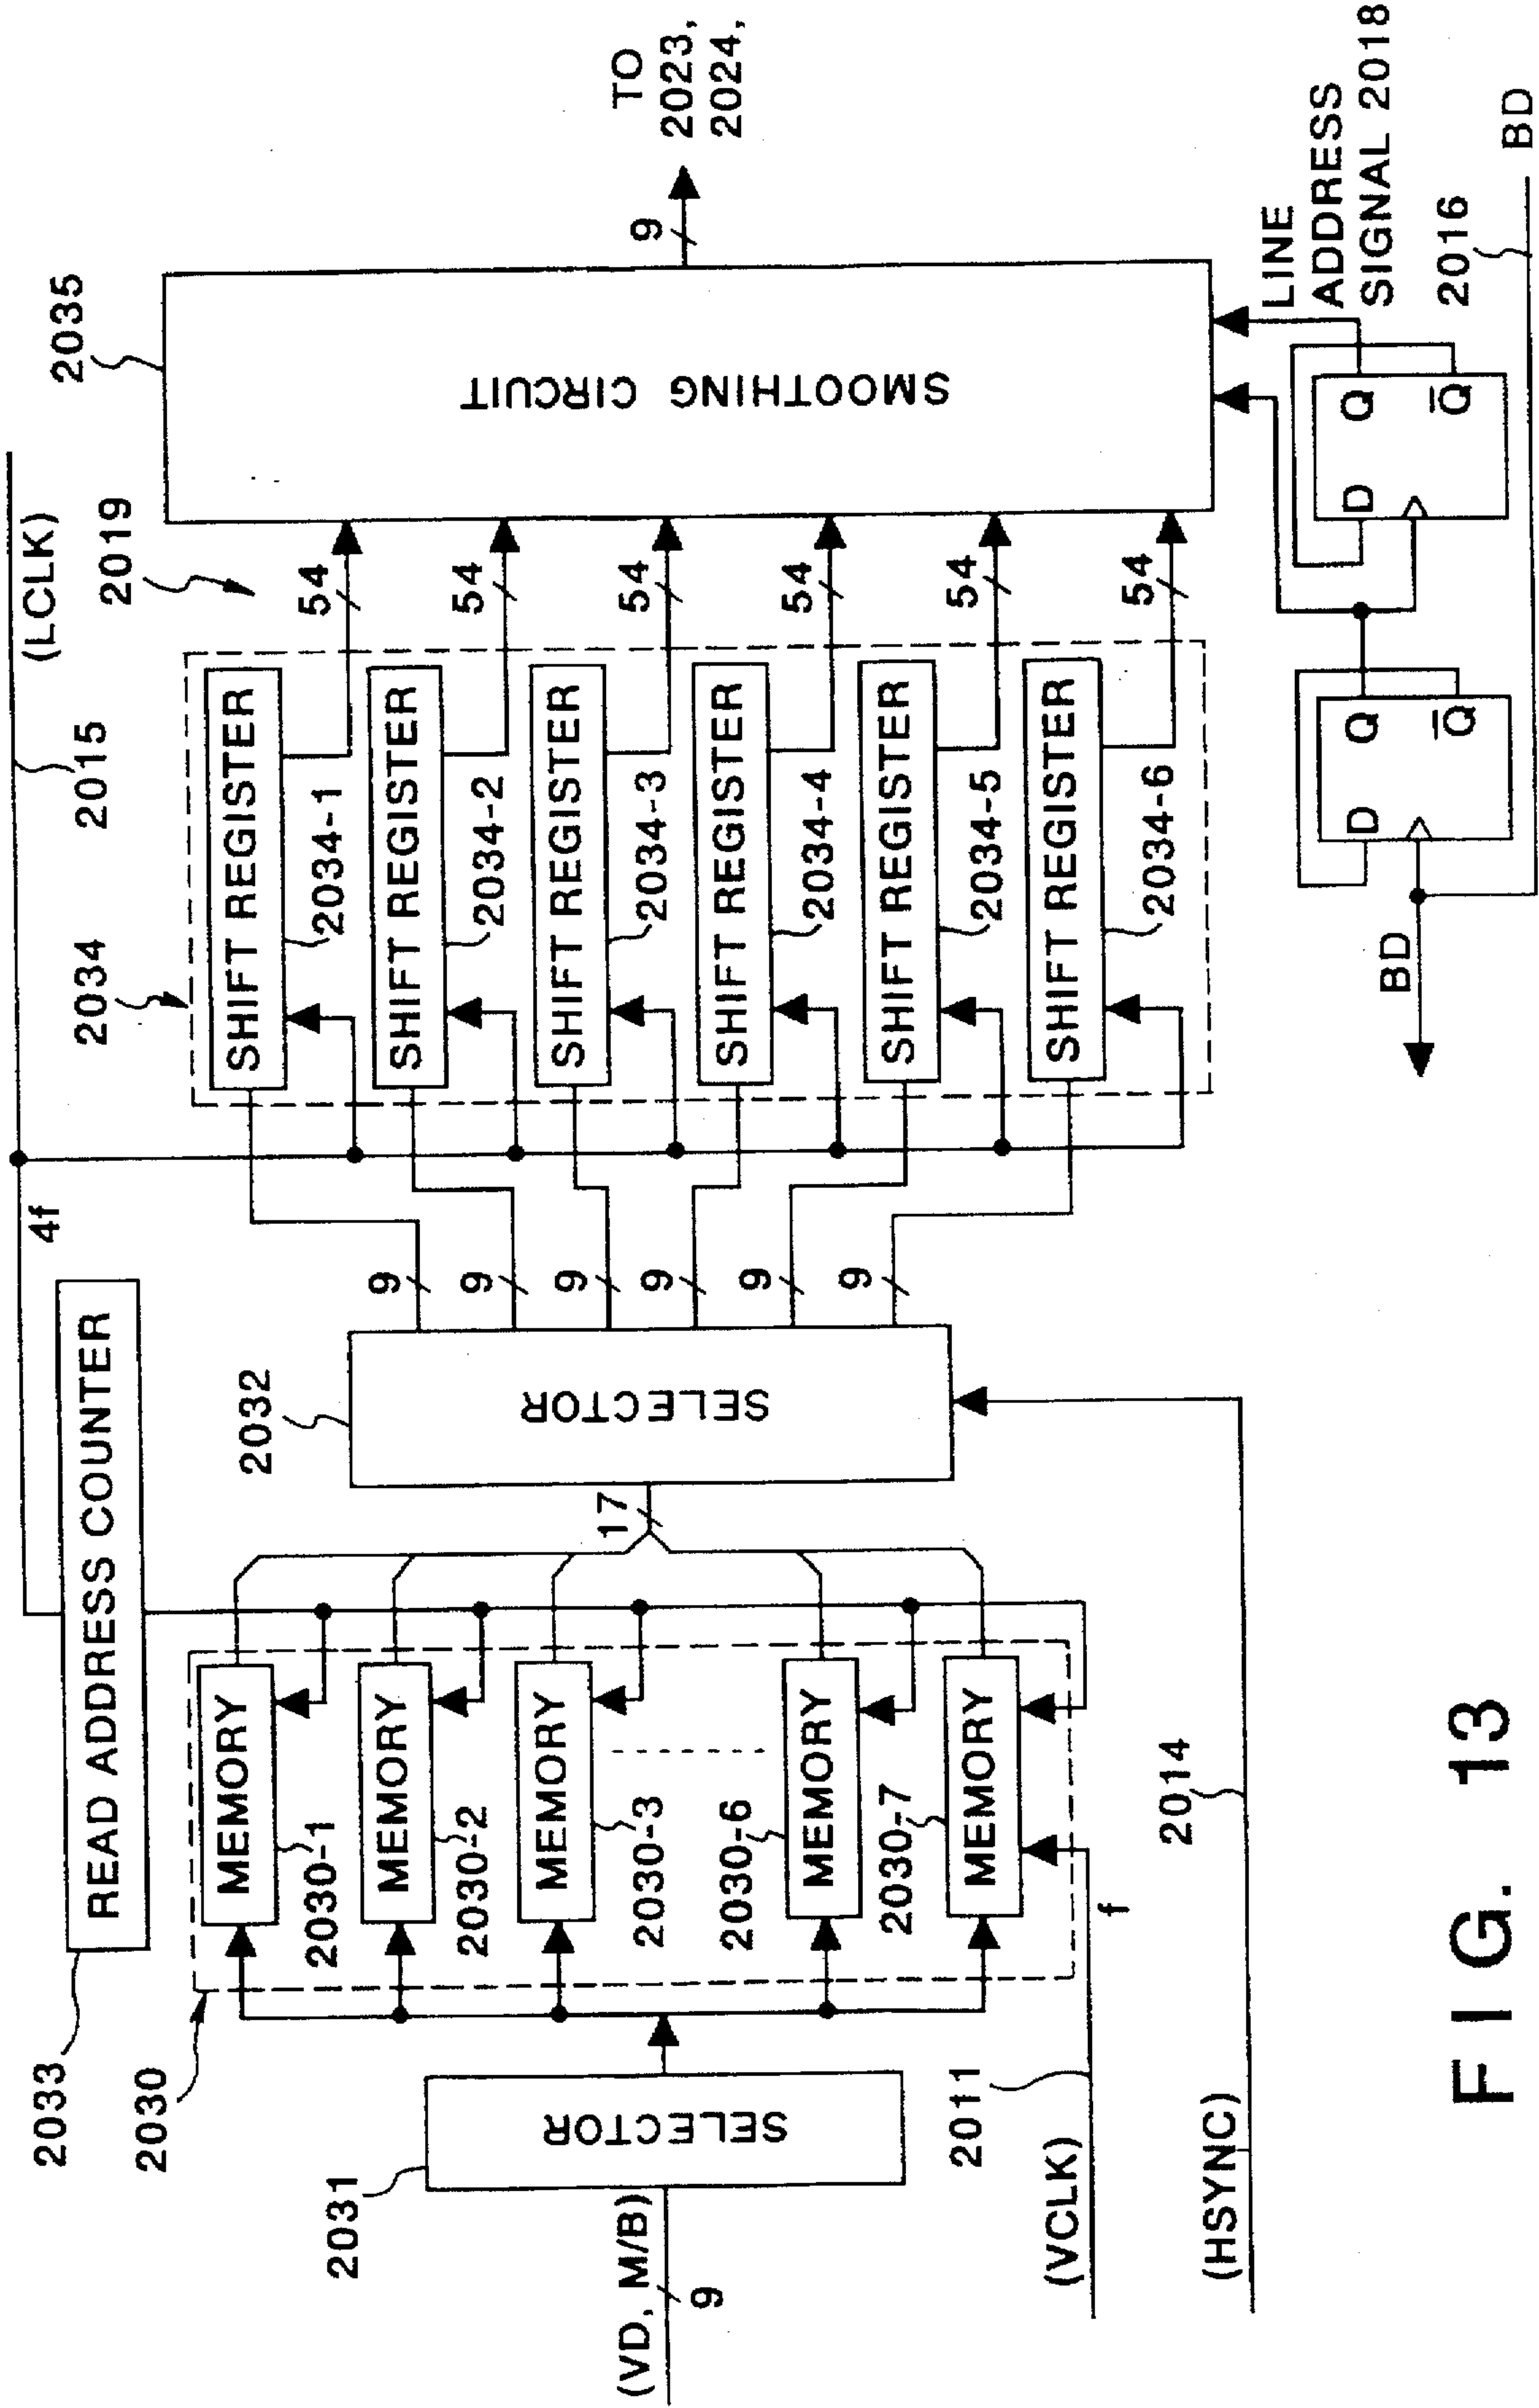 2033
READ ADDRESS COUNTER
4f
2015
(LCLK)
2030
MEMORY
2030-1
MEMORY
2030-2
MEMORY
2030-3
MEMORY
2030-6
MEMORY
2030-7
2031
SELECTOR
(VD, M/B)
9
2011
(VCLK)
f
(HSYNC)
2014
17
2032
SELECTOR
9
9
9
9
9
9
2034
SHIFT REGISTER
2034-1
SHIFT REGISTER
2034-2
SHIFT REGISTER
2034-3
SHIFT REGISTER
2034-4
SHIFT REGISTER
2034-5
SHIFT REGISTER
2034-6
2019
54
54
54
54
54
54
2035
SMOOTHING CIRCUIT
9
TO
2023,
2024,
LINE
ADDRESS
SIGNAL 2018
D
Q
Q̅
D
Q
Q̅
BD
2016
BD
FIG. 13